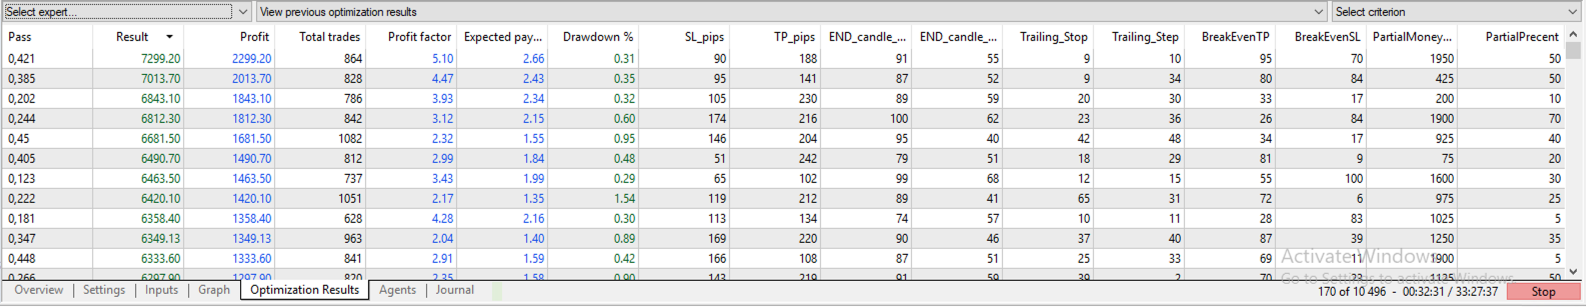 Select expert... View previous optimization results Select criterion
Pass Result Profit Total trades Profit factor Expected pay... Drawdown % SL_pips TP_pips END_candle_... END_candle_... Trailing_Stop Trailing_Step BreakEvenTP BreakEvenSL PartialMoney... PartialPrecent
0,421 7299.20 2299.20 864 5.10 2.66 0.31 90 188 91 55 9 10 95 70 1950 50
0,385 7013.70 2013.70 828 4.47 2.43 0.35 95 141 87 52 9 34 80 84 425 50
0,202 6843.10 1843.10 786 3.93 2.34 0.32 105 230 89 59 20 30 33 17 200 10
0,244 6812.30 1812.30 842 3.12 2.15 0.60 174 216 100 62 23 36 26 84 1900 70
0,45 6681.50 1681.50 1082 2.32 1.55 0.95 146 204 95 40 42 48 34 17 925 40
0,405 6490.70 1490.70 812 2.99 1.84 0.48 51 242 79 51 18 29 81 9 75 20
0,123 6463.50 1463.50 737 3.43 1.99 0.29 65 102 99 68 12 15 55 100 1600 30
0,222 6420.10 1420.10 1051 2.17 1.35 1.54 119 212 89 41 65 31 72 6 975 25
0,181 6358.40 1358.40 628 4.28 2.16 0.30 113 134 74 57 10 11 28 83 1025 5
0,347 6349.13 1349.13 963 2.04 1.40 0.89 169 220 90 46 37 40 87 39 1250 35
0,448 6333.60 1333.60 841 2.91 1.59 0.42 166 108 87 51 25 33 69 11 1900 5
0,266 6297.90 1297.90 820 2.35 1.58 0.90 143 219 91 59 39 2 70 50
Activate Windows
Go to Settings to activate Windows.
Overview Settings Inputs Graph Optimization Results Agents Journal 170 of 10 496 - 00:32:31 / 33:27:37 Stop